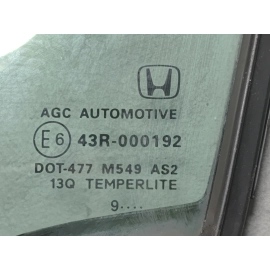 AGC AUTOMOTIVE
E6 43R-000192
DOT-477 M549 AS2
13Q TEMPERLITE
9····